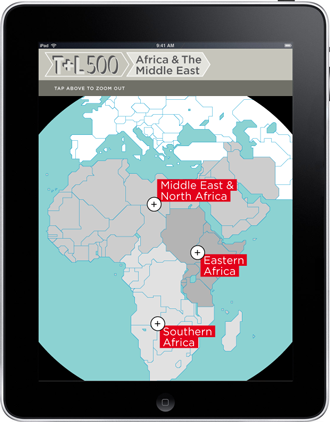 iPad
9:41 AM
T+L500
Africa & The
Middle East
TAP ABOVE TO ZOOM OUT
Middle East &
North Africa
Eastern
Africa
Southern
Africa